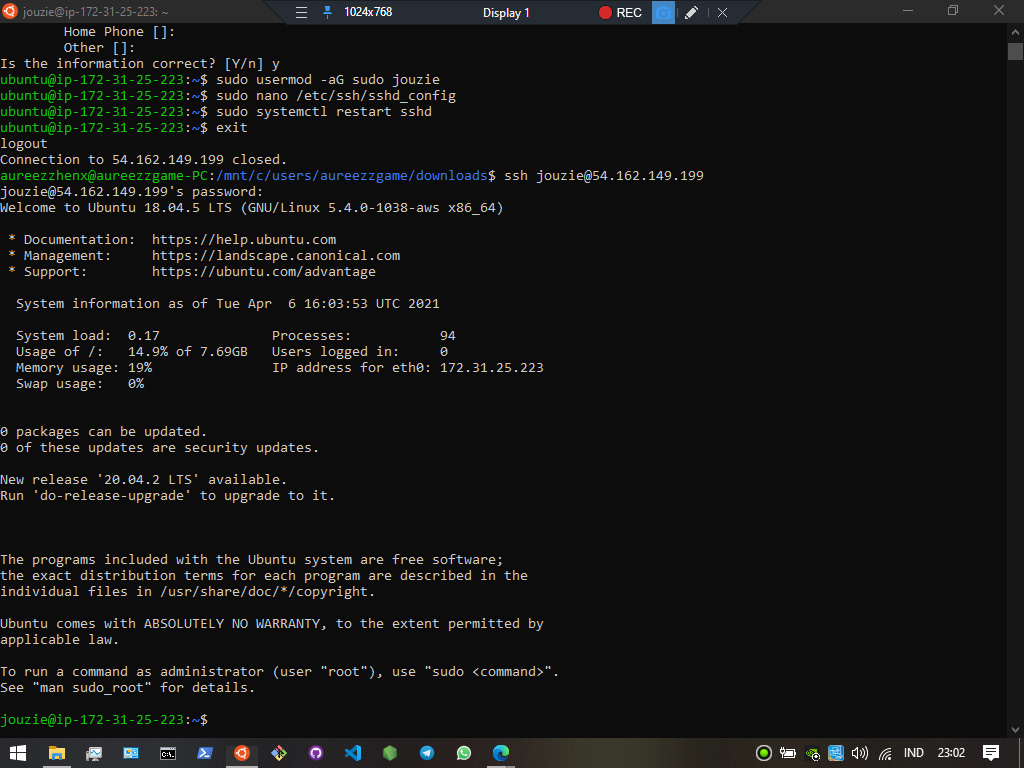 jouzie@ip-172-31-25-223: ~
1024x768
Display 1
REC
Home Phone []:
Other []:
Is the information correct? [Y/n] y
ubuntu@ip-172-31-25-223:~$ sudo usermod -aG sudo jouzie
ubuntu@ip-172-31-25-223:~$ sudo nano /etc/ssh/sshd_config
ubuntu@ip-172-31-25-223:~$ sudo systemctl restart sshd
ubuntu@ip-172-31-25-223:~$ exit
logout
Connection to 54.162.149.199 closed.
aureezzhenx@aureezzgame-PC:/mnt/c/users/aureezzgame/downloads$ ssh jouzie@54.162.149.199
jouzie@54.162.149.199's password:
Welcome to Ubuntu 18.04.5 LTS (GNU/Linux 5.4.0-1038-aws x86_64)
* Documentation:  https://help.ubuntu.com
* Management:     https://landscape.canonical.com
* Support:        https://ubuntu.com/advantage
System information as of Tue Apr  6 16:03:53 UTC 2021
System load:  0.17              Processes:           94
Usage of /:   14.9% of 7.69GB   Users logged in:     0
Memory usage: 19%               IP address for eth0: 172.31.25.223
Swap usage:   0%
0 packages can be updated.
0 of these updates are security updates.
New release '20.04.2 LTS' available.
Run 'do-release-upgrade' to upgrade to it.
The programs included with the Ubuntu system are free software;
the exact distribution terms for each program are described in the
individual files in /usr/share/doc/*/copyright.
Ubuntu comes with ABSOLUTELY NO WARRANTY, to the extent permitted by
applicable law.
To run a command as administrator (user "root"), use "sudo <command>".
See "man sudo_root" for details.
jouzie@ip-172-31-25-223:~$
IND
23:02